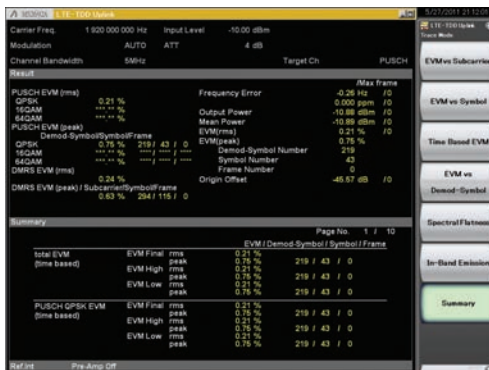 MX269542A LTE-TDD Uplink
5/27/2011 21:12:05
Carrier Freq. 1 920 000 000 Hz Input Level -10.00 dBm
Modulation AUTO ATT 4 dB
Channel Bandwidth 5MHz Target Ch PUSCH
Result
/Max frame
PUSCH EVM (rms) Frequency Error -0.26 Hz / 0
QPSK 0.21 % 0.000 ppm / 0
16QAM ***.** % Output Power -10.89 dBm / 0
64QAM ***.** % Mean Power -10.89 dBm / 0
PUSCH EVM (peak) EVM(rms) 0.21 % / 0
Demod-Symbol/Symbol/Frame EVM(peak) 0.75 %
QPSK 0.75 % 219 / 43 / 0 Demod-Symbol Number 219
16QAM ***.** % ----/ ----/ ---- Symbol Number 43
64QAM ***.** % ----/ ----/ ---- Frame Number 0
DMRS EVM (rms) Origin Offset -45.57 dB / 0
0.24 %
DMRS EVM (peak) / Subcarrier/Symbol/Frame
0.63 % 294 / 115 / 0
Summary
Page No. 1 / 10
EVM / Demod-Symbol / Symbol / Frame
total EVM EVM Final rms 0.21 %
(time based) peak 0.75 % 219 / 43 / 0
EVM High rms 0.21 %
peak 0.75 % 219 / 43 / 0
EVM Low rms 0.21 %
peak 0.75 % 219 / 43 / 0
PUSCH QPSK EVM EVM Final rms 0.21 %
(time based) peak 0.75 % 219 / 43 / 0
EVM High rms 0.21 %
peak 0.75 % 219 / 43 / 0
EVM Low rms 0.21 %
peak 0.75 % 219 / 43 / 0
Ref.Int Pre-Amp Off
LTE-TDD Uplink
Trace Mode
EVM vs Subcarrier
EVM vs Symbol
Time Based EVM
EVM vs
Demod-Symbol
Spectral Flatness
In-Band Emission
Summary